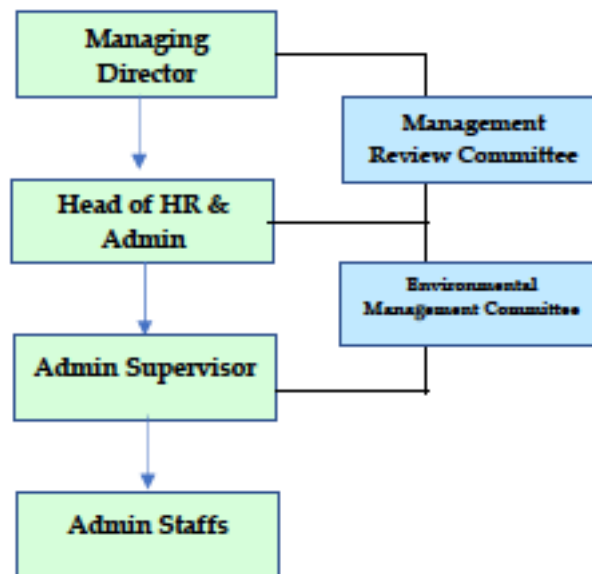 Managing
Director
Management
Review Committee
Head of HR &
Admin
Environmental
Management Committee
Admin Supervisor
Admin Staffs